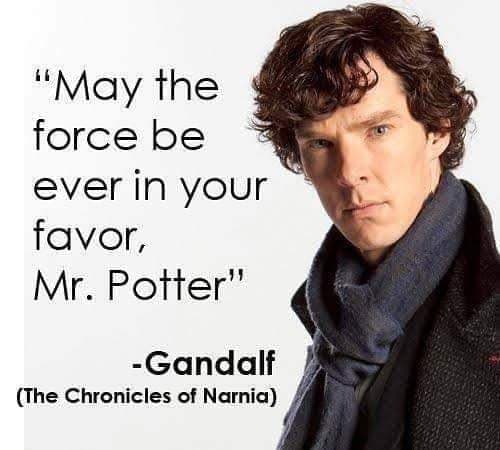 “May the
force be
ever in your
favor,
Mr. Potter”
-Gandalf
(The Chronicles of Narnia)